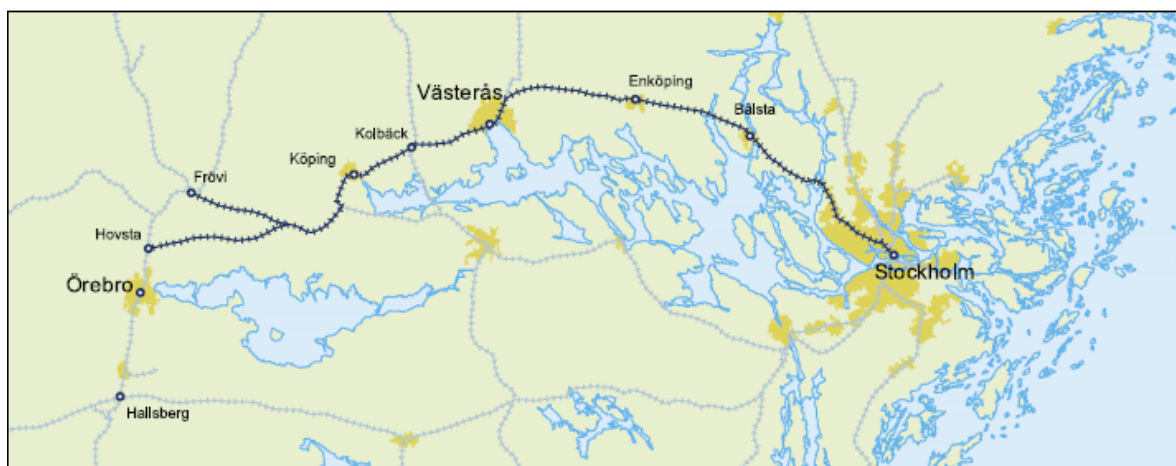 Enköping
Västerås
Bålsta
Kolbäck
Köping
Frövi
Hovsta
Stockholm
Örebro
Hallsberg